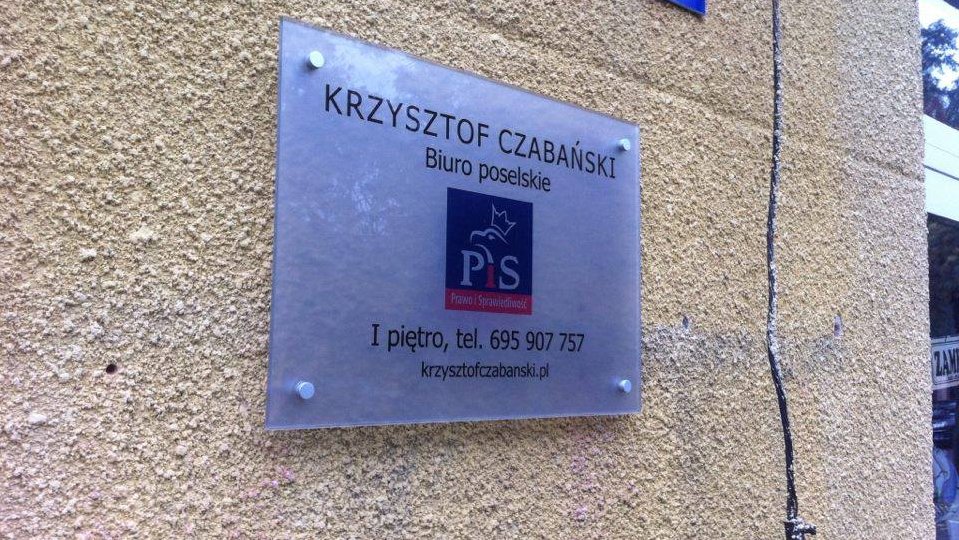 KRZYSZTOF CZABAŃSKI
Biuro poselskie
PiS
Prawo i Sprawiedliwość
I piętro, tel. 695 907 757
krzysztofczabanski.pl